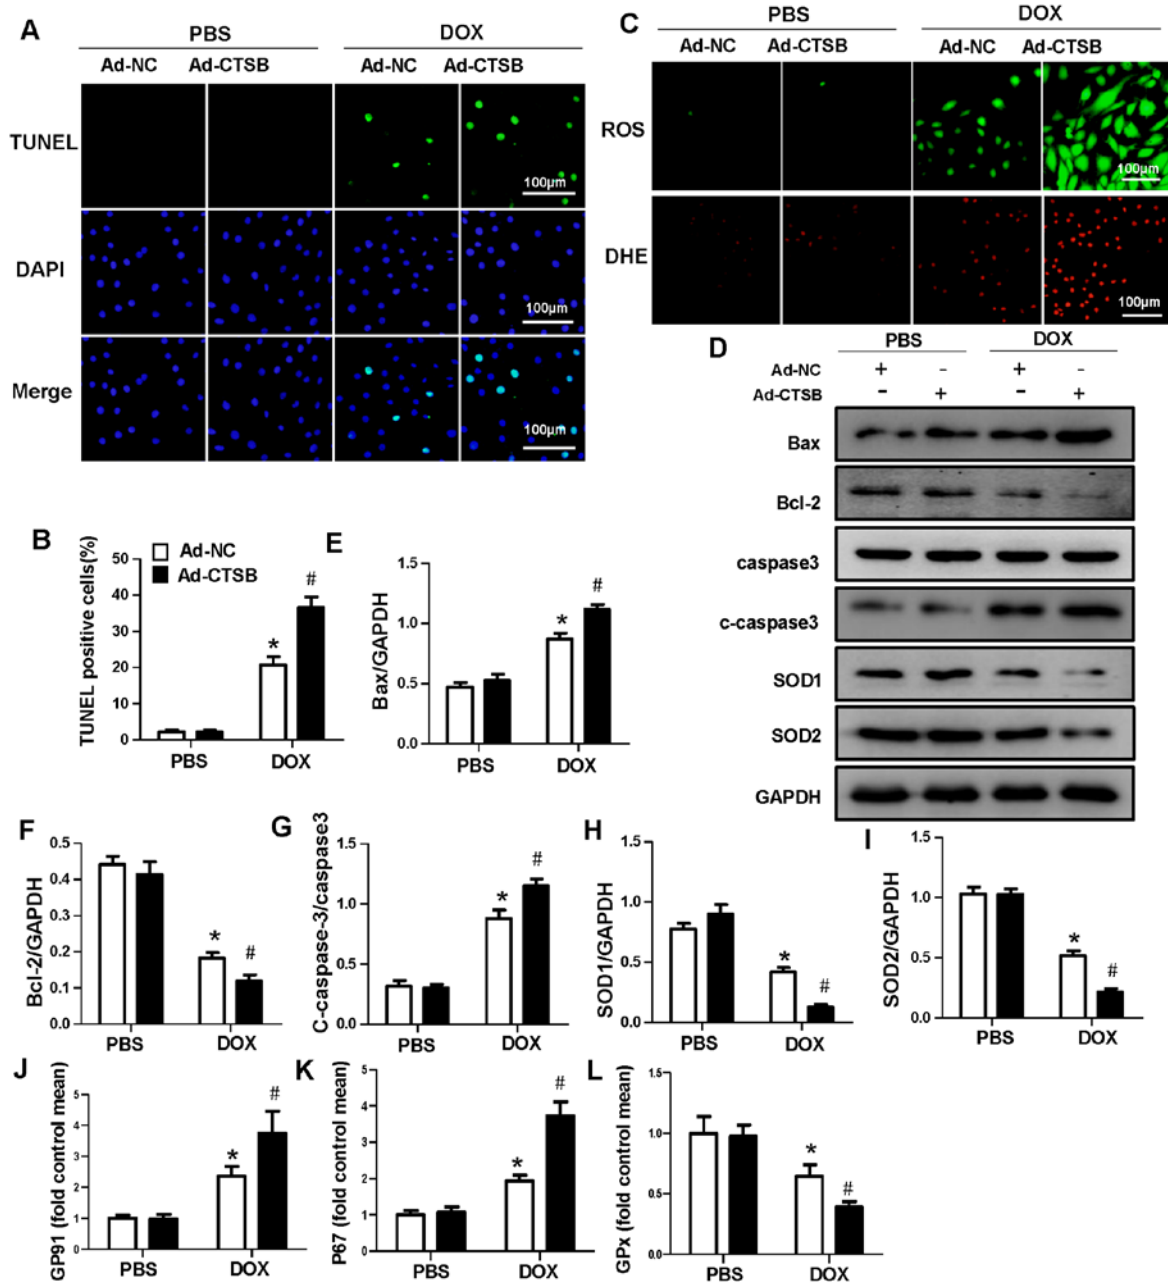 A
PBS
DOX
Ad-NC
Ad-CTSB
Ad-NC
Ad-CTSB
TUNEL
100μm
DAPI
100μm
Merge
100μm
C
PBS
DOX
Ad-NC
Ad-CTSB
Ad-NC
Ad-CTSB
ROS
100μm
DHE
100μm
D
PBS
DOX
Ad-NC + - + -
Ad-CTSB - + - +
Bax
Bcl-2
caspase3
c-caspase3
SOD1
SOD2
GAPDH
B
TUNEL positive cells(%)
50
40
30
20
10
0
Ad-NC
Ad-CTSB
*
#
PBS
DOX
E
Bax/GAPDH
1.5
1.0
0.5
0.0
*
#
PBS
DOX
F
Bcl-2/GAPDH
0.5
0.4
0.3
0.2
0.1
0.0
*
#
PBS
DOX
G
C-caspase-3/caspase3
1.5
1.0
0.5
0.0
*
#
PBS
DOX
H
SOD1/GAPDH
1.5
1.0
0.5
0.0
*
#
PBS
DOX
I
SOD2/GAPDH
1.5
1.0
0.5
0.0
*
#
PBS
DOX
J
GP91 (fold control mean)
5
4
3
2
1
0
*
#
PBS
DOX
K
P67 (fold control mean)
5
4
3
2
1
0
*
#
PBS
DOX
L
GPx (fold control mean)
1.5
1.0
0.5
0.0
*
#
PBS
DOX